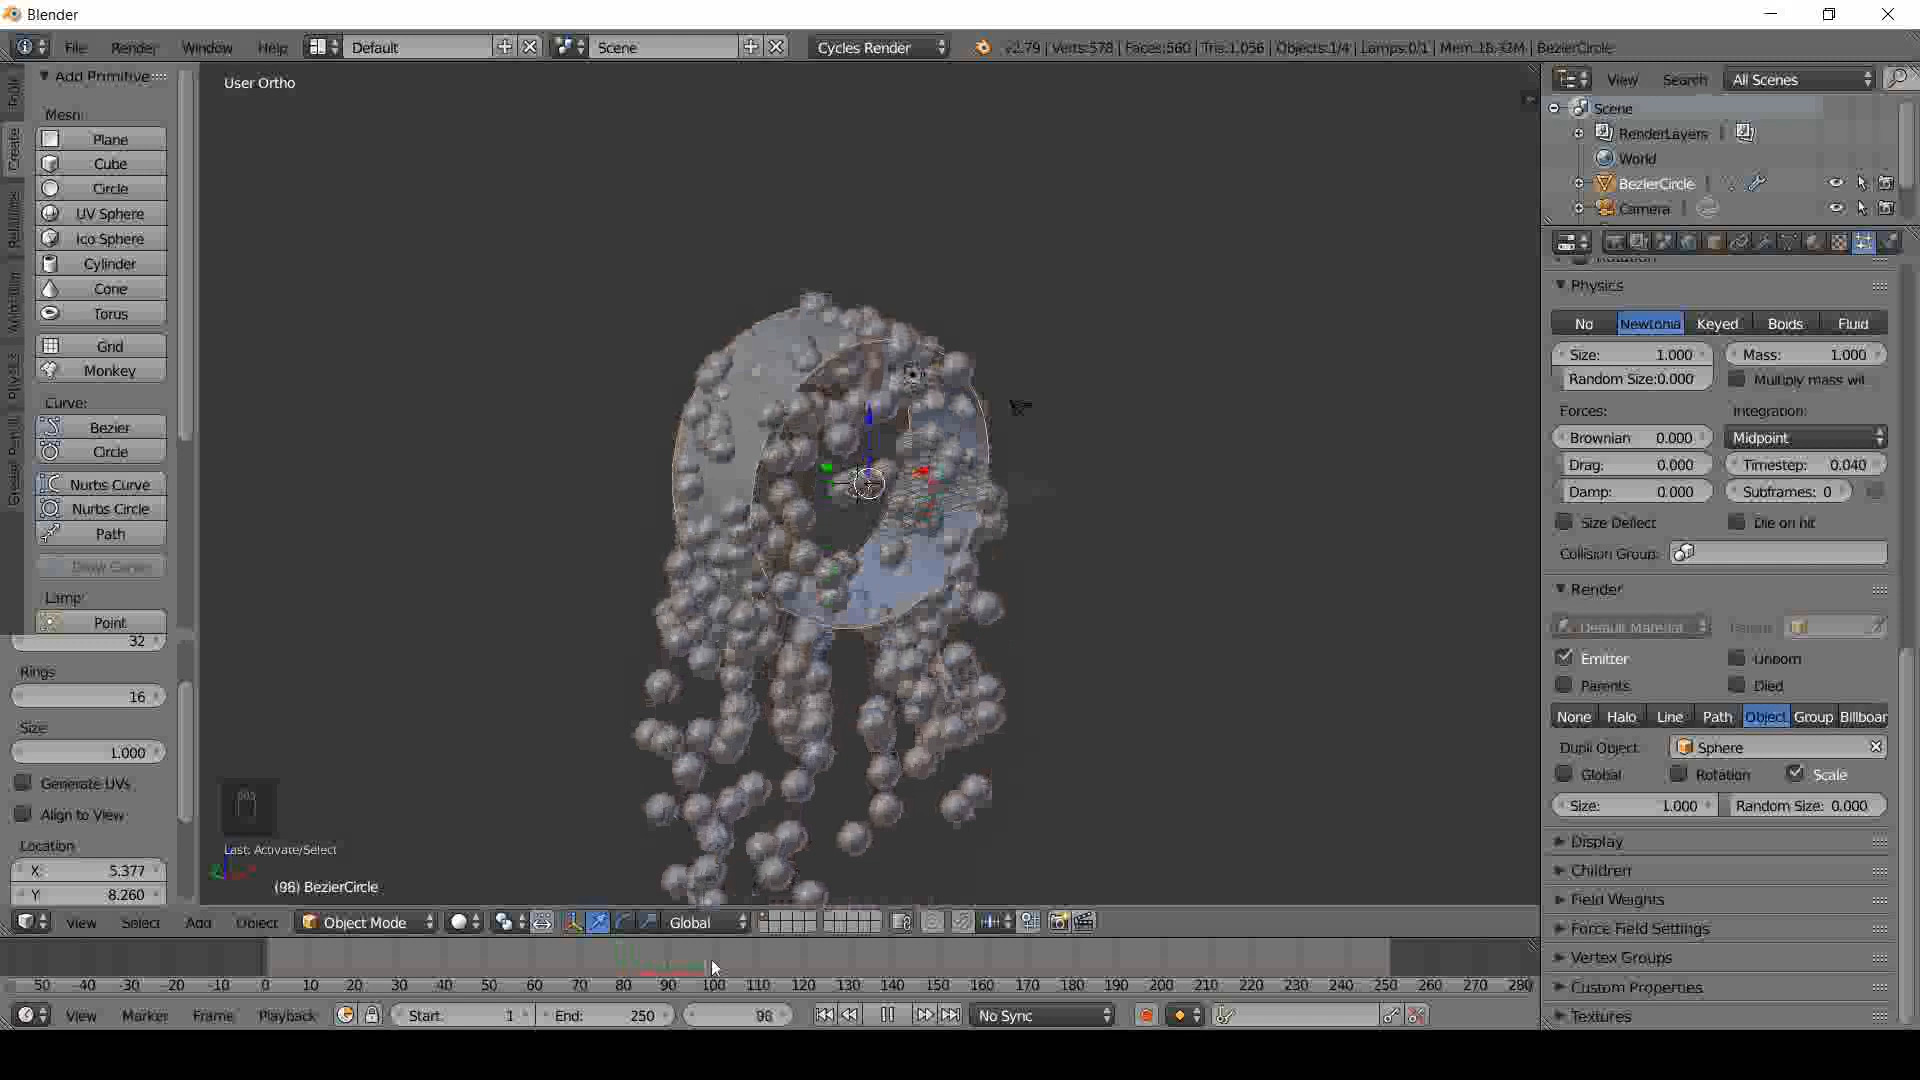 Blender
File Render Window Help Default Scene Cycles Render v2.79 | Verts:578 | Faces:560 | Tris:1,056 | Objects:1/4 | Lamps:0/1 | Mem:18.42M | BezierCircle
Add Primitive
Create
Mesh:
Plane
Cube
Circle
UV Sphere
Ico Sphere
Cylinder
Cone
Torus
Grid
Monkey
Curve:
Bezier
Circle
Nurbs Curve
Nurbs Circle
Path
Draw Curve
Lamp:
Point
32
Rings
16
Size
1.000
Generate UVs
Align to View
Location
X: 5.377
Y: 8.260
User Ortho
Last: Activate/Select
(96) BezierCircle
View Select Add Object Object Mode Global
-40 -30 -20 -10 0 10 20 30 40 50 60 70 80 90 100 110 120 130 140 150 160 170 180 190 200 210 220 230 240 250 260 270 280
View Marker Frame Playback Start: 1 End: 250 96 No Sync
View Search All Scenes
Scene
RenderLayers |
World
BezierCircle |
Camera |
Rotation
Physics
No Newtonia Keyed Boids Fluid
Size: 1.000 Mass: 1.000
Random Size:0.000 Multiply mass wit
Forces: Integration:
Brownian 0.000 Midpoint
Drag: 0.000 Timestep: 0.040
Damp: 0.000 Subframes: 0
Size Deflect Die on hit
Collision Group:
Render
Default Material Parent
Emitter Unborn
Parents Died
None Halo Line Path Object Group Billboar
Dupli Object: Sphere
Global Rotation Scale
Size: 1.000 Random Size: 0.000
Display
Children
Field Weights
Force Field Settings
Vertex Groups
Custom Properties
Textures